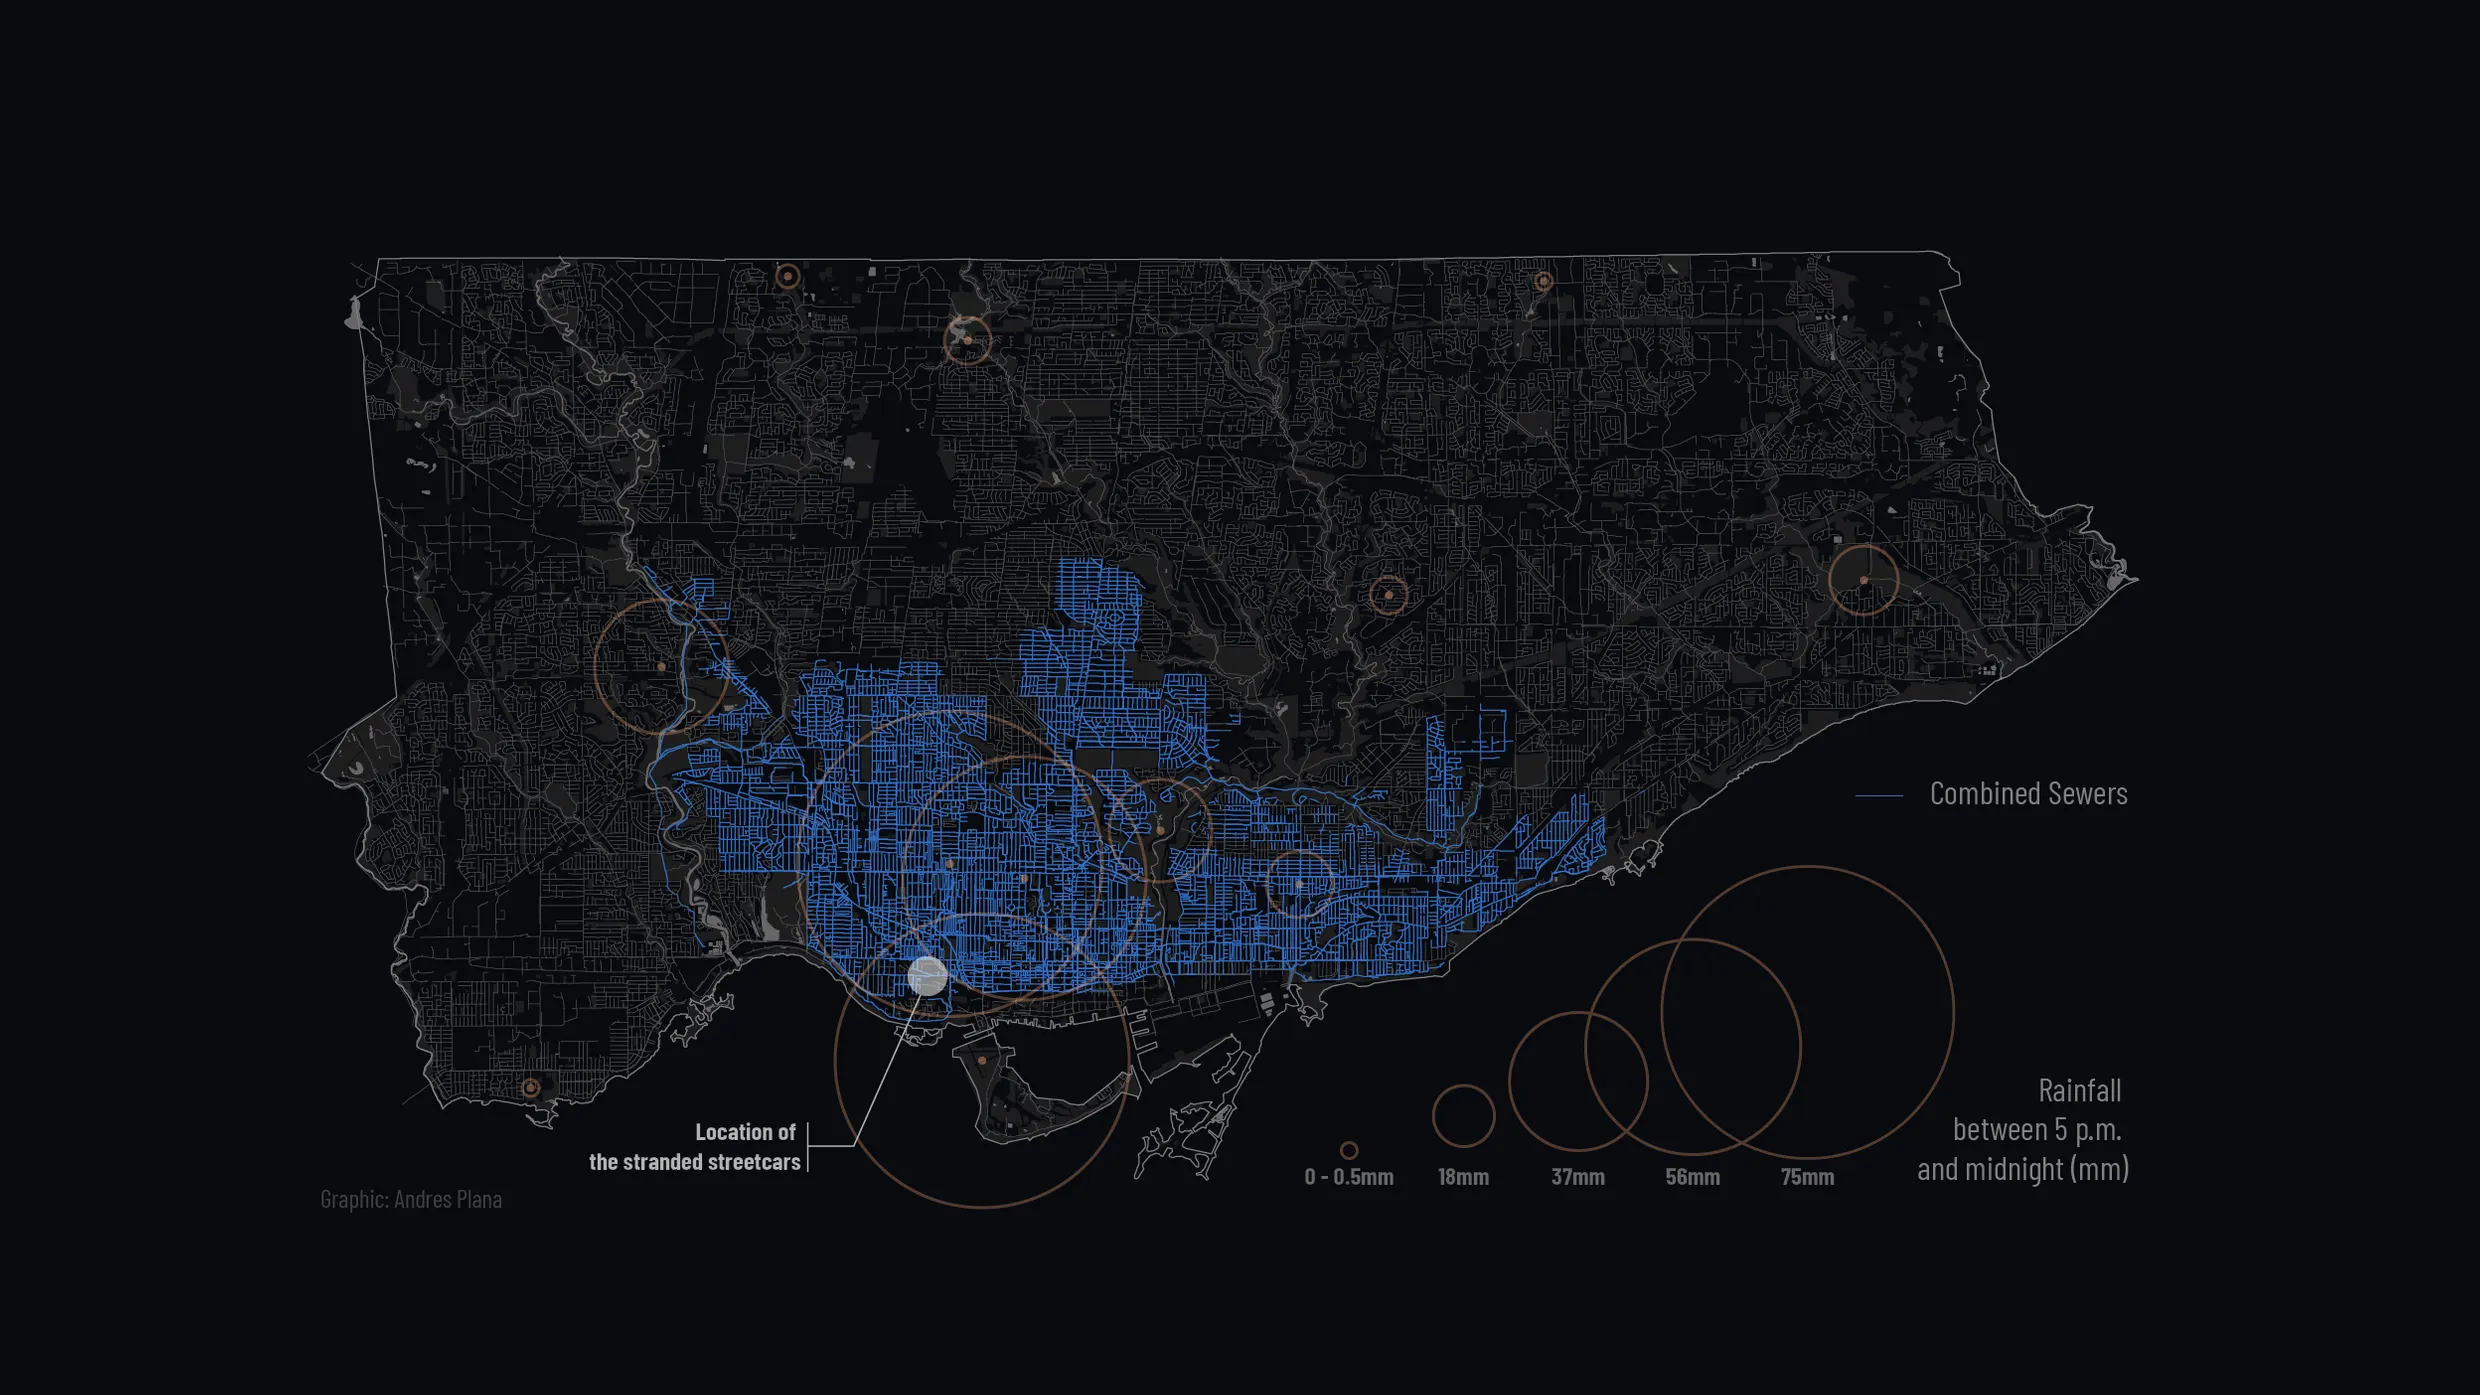 Combined Sewers
Rainfall
between 5 p.m.
and midnight (mm)
0 - 0.5mm
18mm
37mm
56mm
75mm
Location of
the stranded streetcars
Graphic: Andres Plana